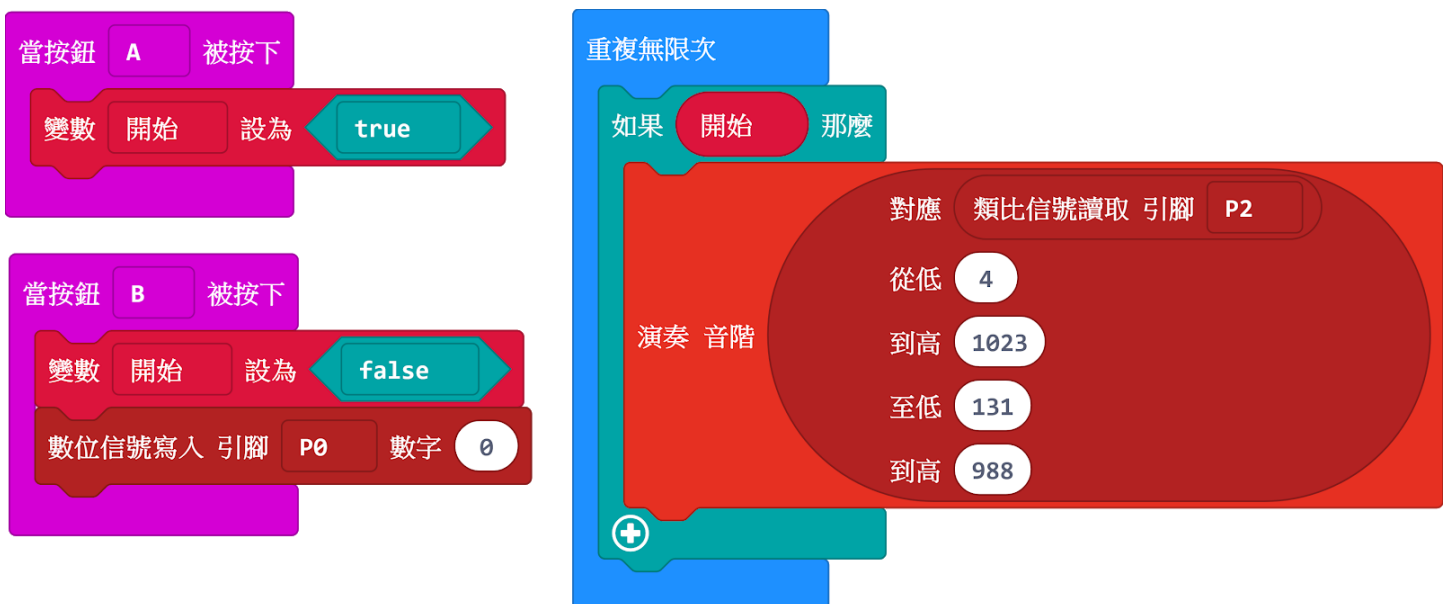 當按鈕 A 被按下
變數 開始 設為 true
當按鈕 B 被按下
變數 開始 設為 false
數位信號寫入 引腳 P0 數字 0
重複無限次
如果 開始 那麼
演奏 音階
對應 類比信號讀取 引腳 P2
從低 4
到高 1023
至低 131
到高 988